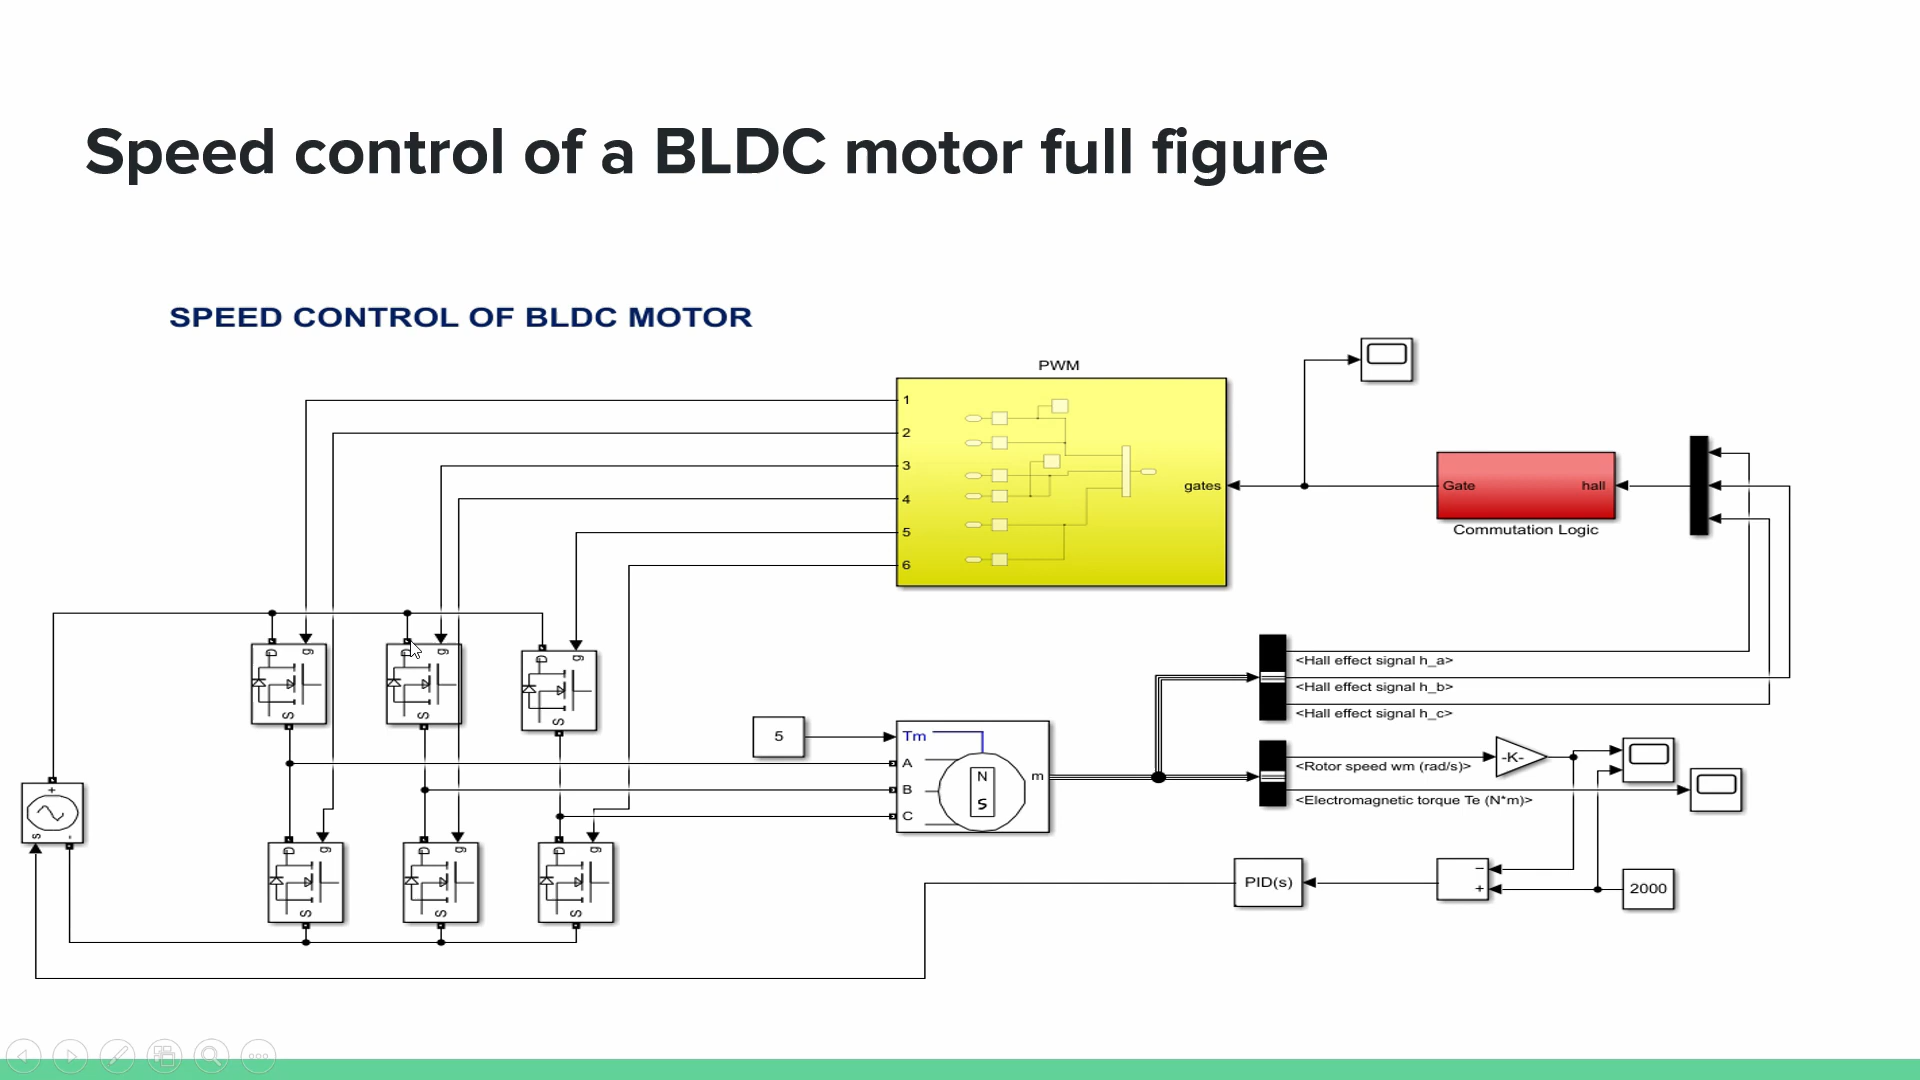 Speed control of a BLDC motor full figure
SPEED CONTROL OF BLDC MOTOR
PWM
1
2
3
4
5
6
gates
Gate
hall
Commutation Logic
D
g
S
D
g
S
D
g
S
<Hall effect signal h_a>
<Hall effect signal h_b>
<Hall effect signal h_c>
5
Tm
A
B
C
N
S
m
<Rotor speed wm (rad/s)>
-K-
<Electromagnetic torque Te (N*m)>
+
s
-
D
g
S
D
g
S
D
g
S
PID(s)
−
+
2000